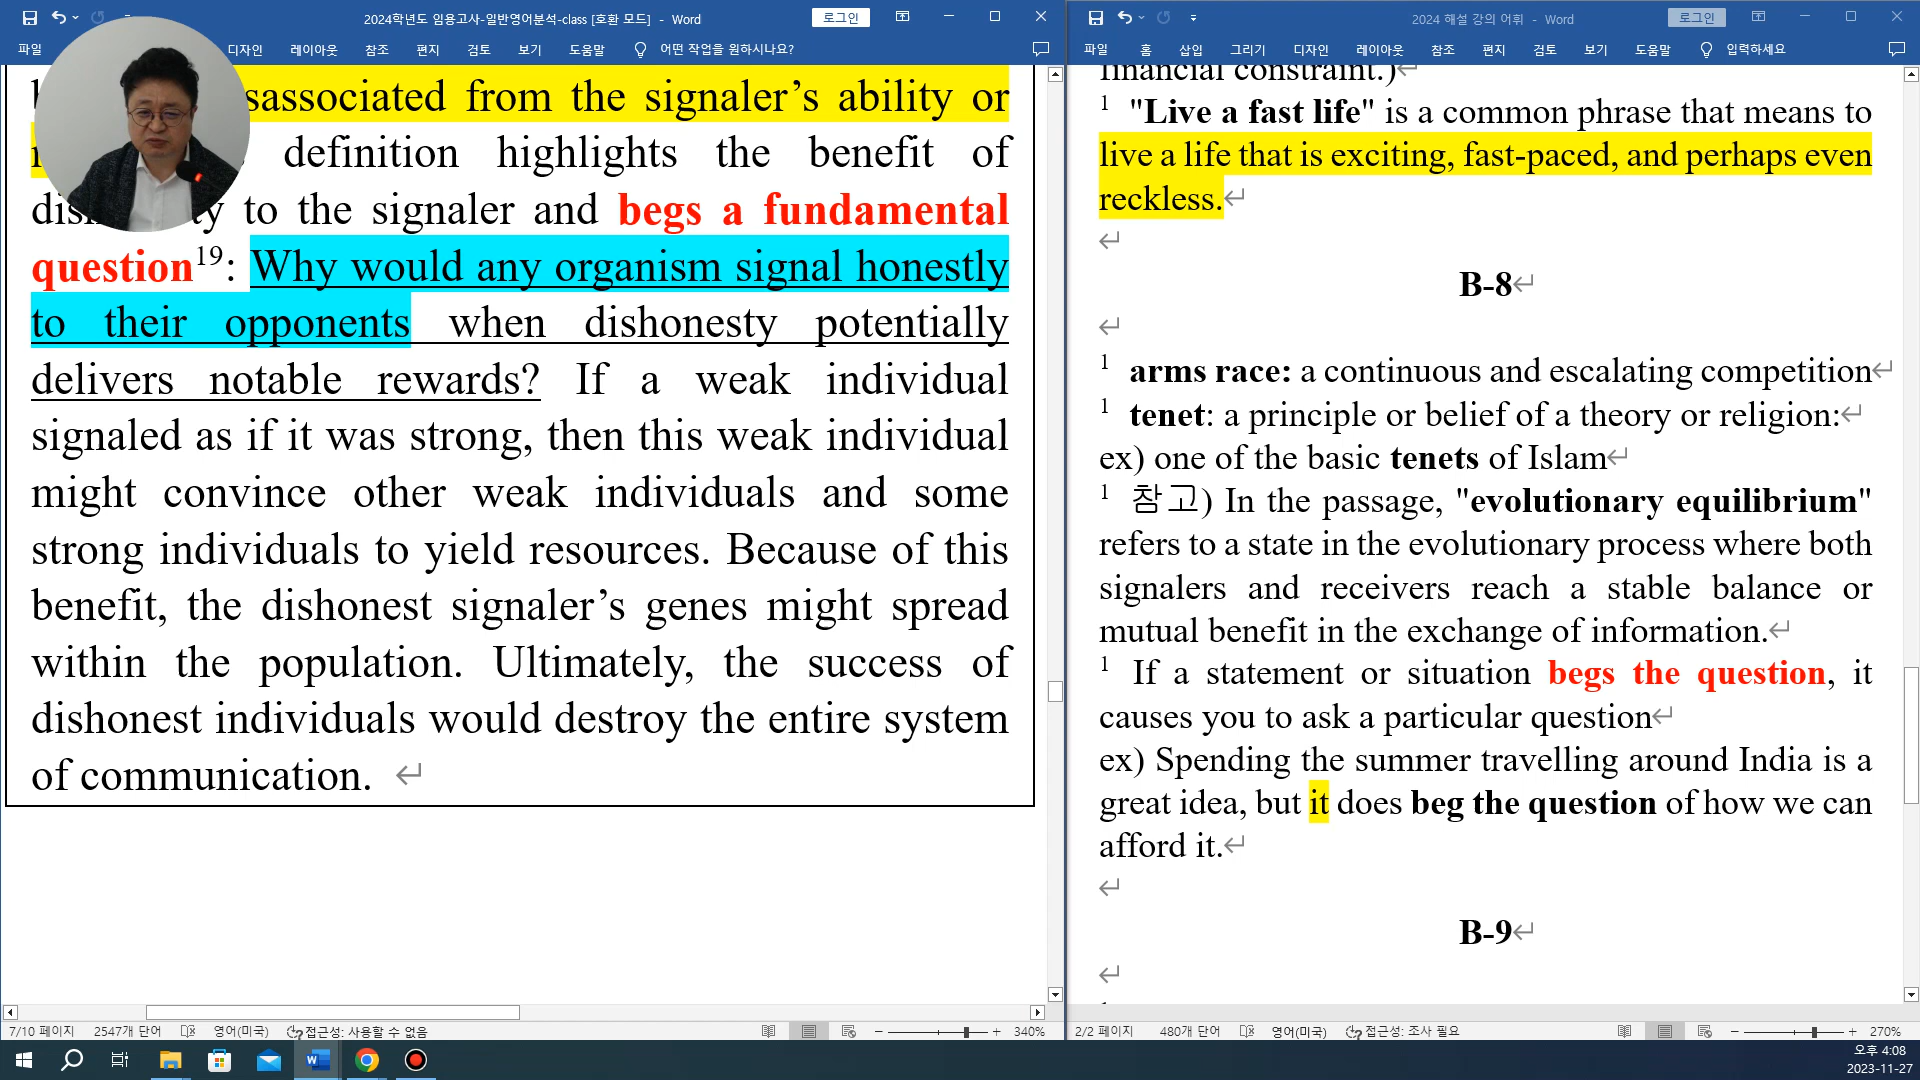 2024학년도 임용고사-일반영어분석-class [호환 모드] - Word
로그인
파일
디자인
레이아웃
참조
편지
검토
보기
도움말
어떤 작업을 원하시나요?
sassociated from the signaler's ability or
definition highlights the benefit of
to the signaler and begs a fundamental
question19: Why would any organism signal honestly
to their opponents when dishonesty potentially
delivers notable rewards? If a weak individual
signaled as if it was strong, then this weak individual
might convince other weak individuals and some
strong individuals to yield resources. Because of this
benefit, the dishonest signaler's genes might spread
within the population. Ultimately, the success of
dishonest individuals would destroy the entire system
of communication.
7/10 페이지
2547개 단어
영어(미국)
접근성: 사용할 수 없음
340%
2024 해설 강의 어휘 - Word
로그인
파일
홈
삽입
그리기
디자인
레이아웃
참조
편지
검토
보기
도움말
입력하세요
financial constraint.)
1 "Live a fast life" is a common phrase that means to
live a life that is exciting, fast-paced, and perhaps even
reckless.
B-8
1 arms race: a continuous and escalating competition
1 tenet: a principle or belief of a theory or religion:
ex) one of the basic tenets of Islam
1 참고) In the passage, "evolutionary equilibrium"
refers to a state in the evolutionary process where both
signalers and receivers reach a stable balance or
mutual benefit in the exchange of information.
1 If a statement or situation begs the question, it
causes you to ask a particular question
ex) Spending the summer travelling around India is a
great idea, but it does beg the question of how we can
afford it.
B-9
2/2 페이지
480개 단어
영어(미국)
접근성: 조사 필요
270%
오후 4:08
2023-11-27